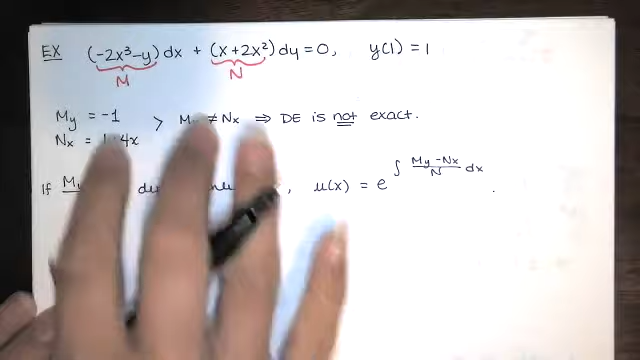 EX (-2x³-y)dx + (x+2x²)dy = 0, y(1) = 1
M N
My = -1
> My ≠ Nx ⇒ DE is not exact.
Nx = 4x
If My , μ(x) = e^∫ (My-Nx)/N dx .